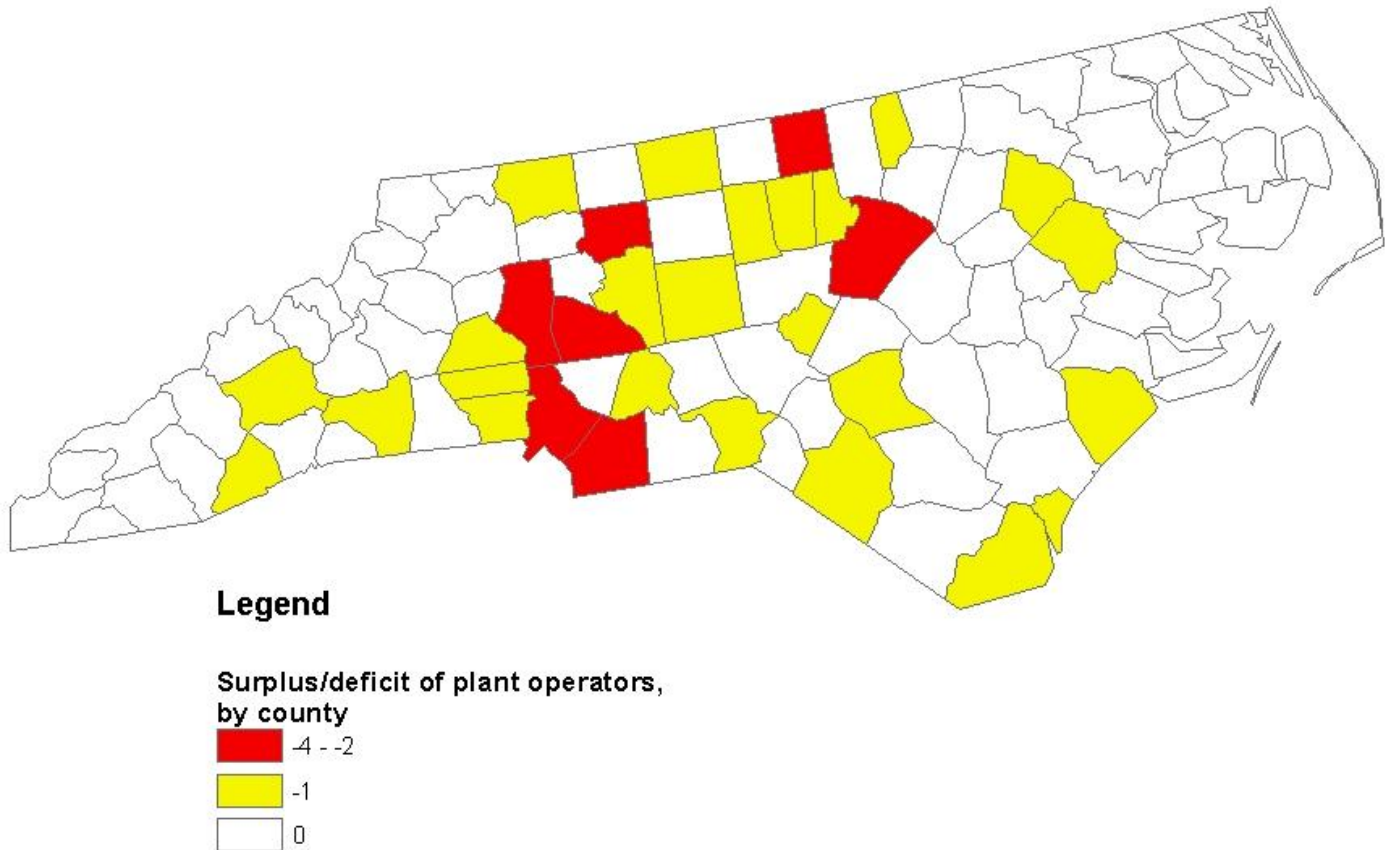 Legend
Surplus/deficit of plant operators,
by county
-4 - -2
-1
0